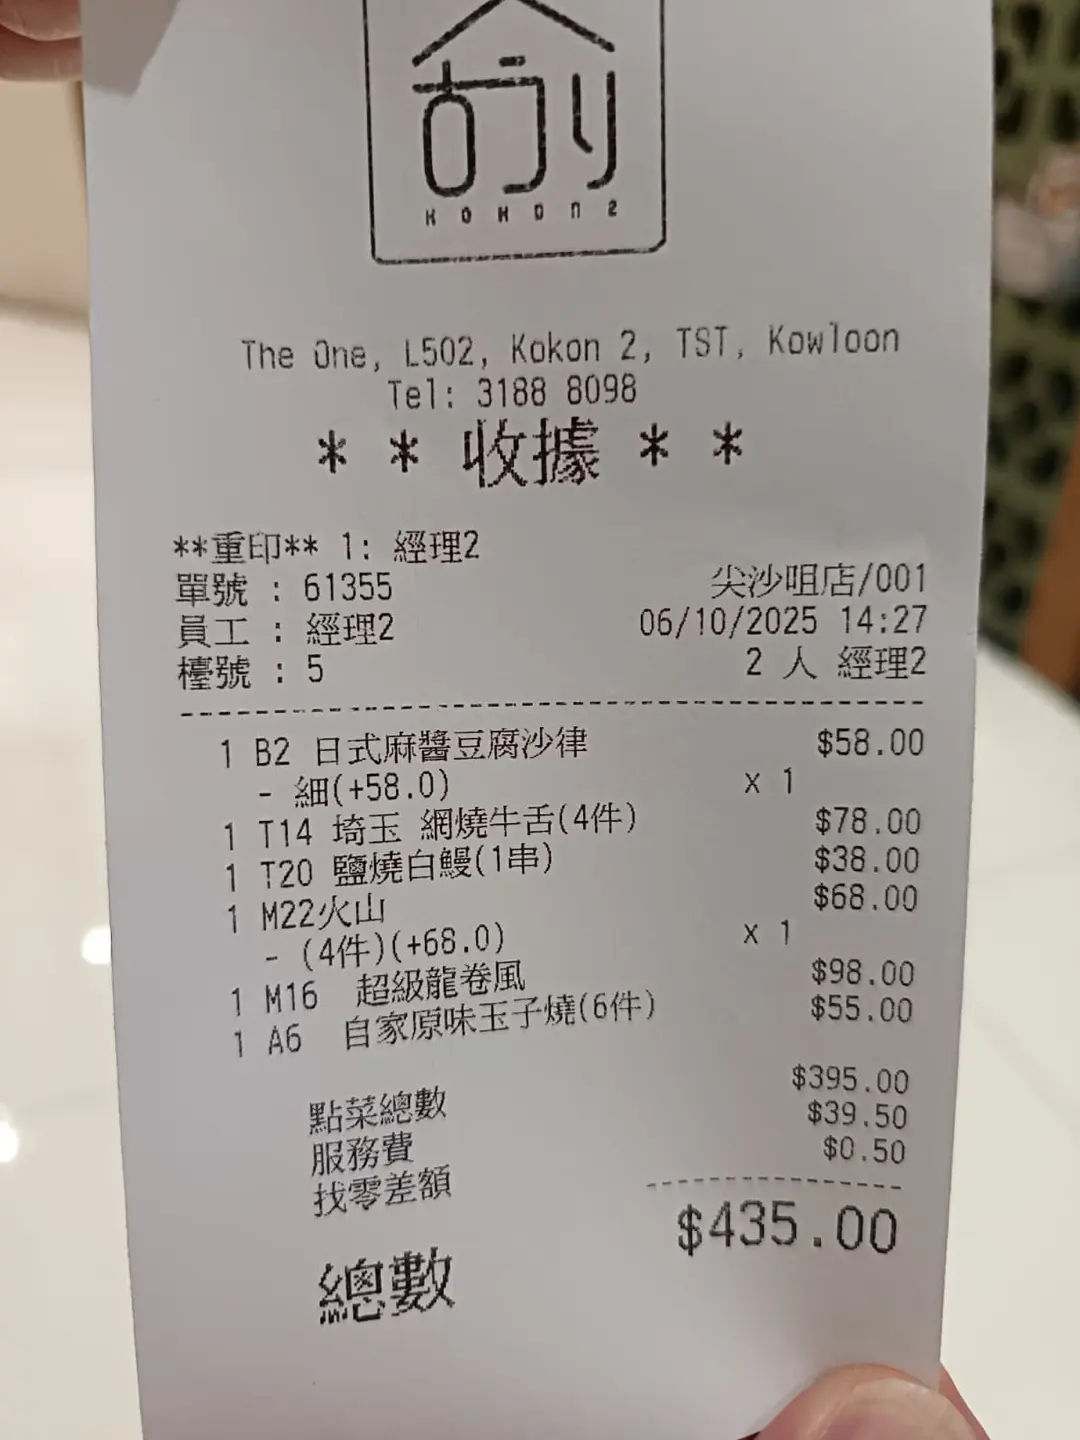 KOKON2
The One, L502, Kokon 2, TST, Kowloon
Tel: 3188 8098
* * 收據 * *
**重印** 1: 經理2
單號 : 61355 尖沙咀店/001
員工 : 經理2 06/10/2025 14:27
檯號 : 5 2 人 經理2
1 B2 日式麻醬豆腐沙律 $58.00
- 細(+58.0) x 1
1 T14 埼玉 網燒牛舌(4件) $78.00
1 T20 鹽燒白鰻(1串) $38.00
1 M22火山 $68.00
- (4件)(+68.0) x 1
1 M16 超級龍卷風 $98.00
1 A6 自家原味玉子燒(6件) $55.00
點菜總數 $395.00
服務費 $39.50
找零差額 $0.50
總數 $435.00